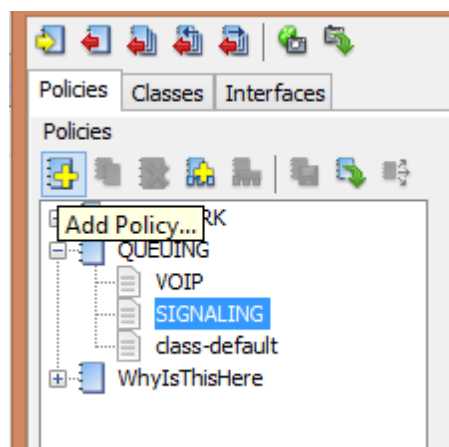 Policies Classes Interfaces
Policies
Add Policy...
RK
QUEUING
VOIP
SIGNALING
class-default
WhyIsThisHere